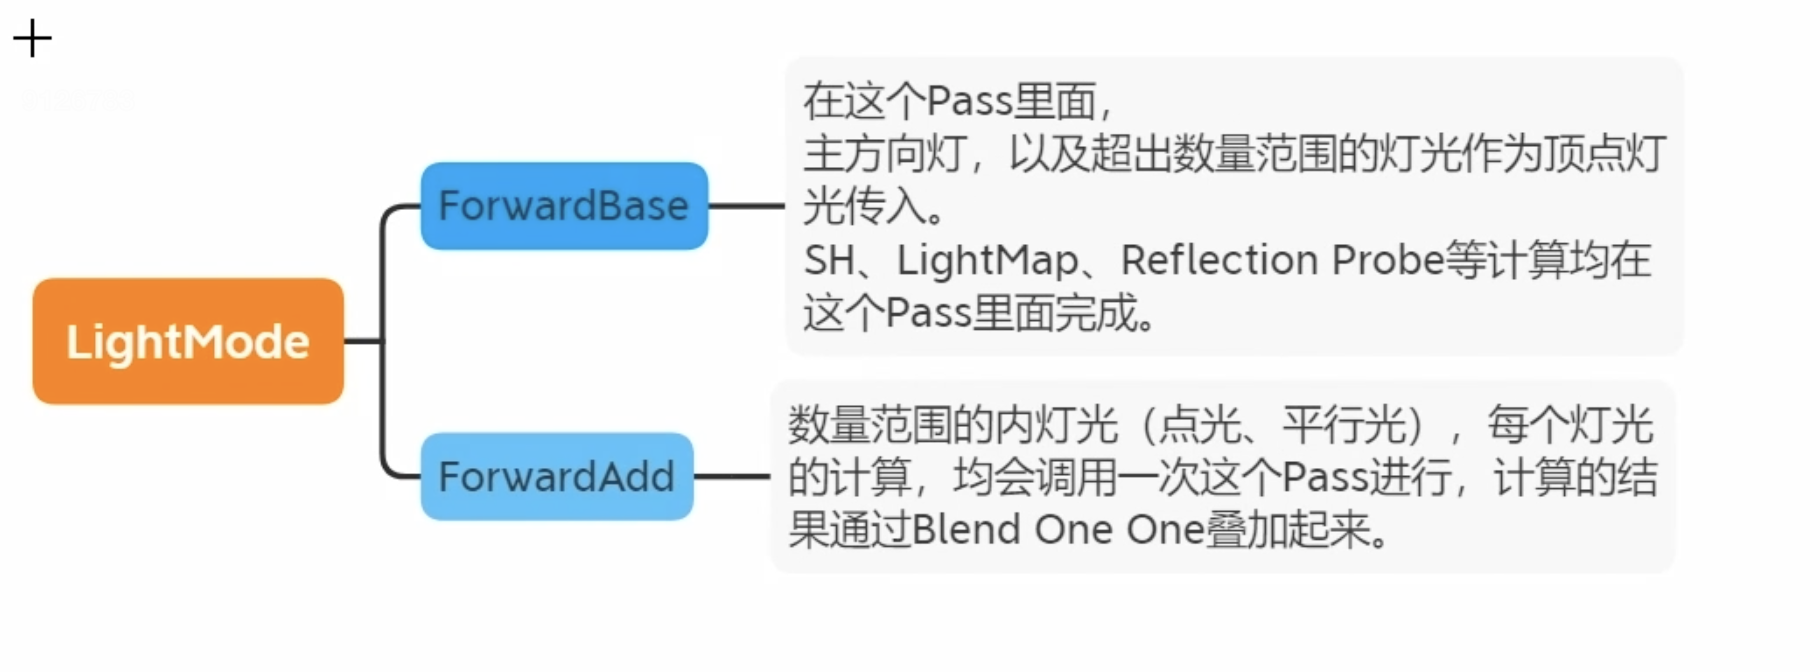 LightMode
ForwardBase
在这个Pass里面，
主方向灯，以及超出数量范围的灯光作为顶点灯
光传入。
SH、LightMap、Reflection Probe等计算均在
这个Pass里面完成。
ForwardAdd
数量范围的内灯光（点光、平行光），每个灯光
的计算，均会调用一次这个Pass进行，计算的结
果通过Blend One One叠加起来。